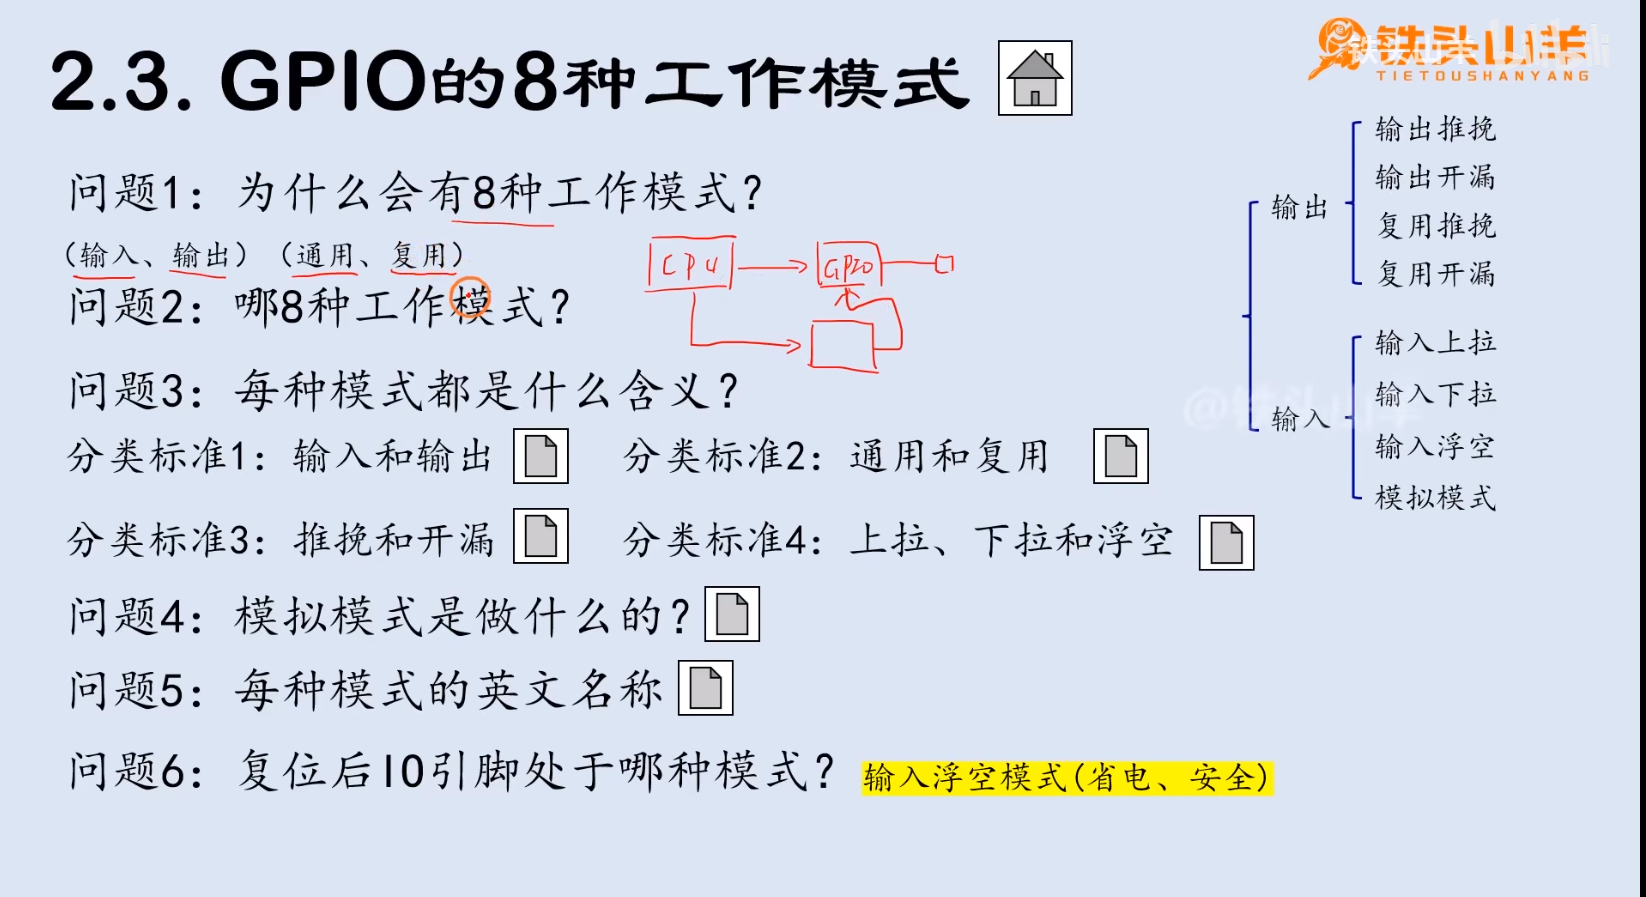 2.3. GPIO的8种工作模式
铁头山羊
TIETOUSHANYANG
问题1：为什么会有8种工作模式？
（输入、输出）（通用、复用）
CPU
GPIO
问题2：哪8种工作模式？
问题3：每种模式都是什么含义？
分类标准1：输入和输出
分类标准2：通用和复用
分类标准3：推挽和开漏
分类标准4：上拉、下拉和浮空
问题4：模拟模式是做什么的？
问题5：每种模式的英文名称
问题6：复位后IO引脚处于哪种模式？
输入浮空模式(省电、安全)
输出
输出推挽
输出开漏
复用推挽
复用开漏
输入
输入上拉
输入下拉
输入浮空
模拟模式
@铁头山羊